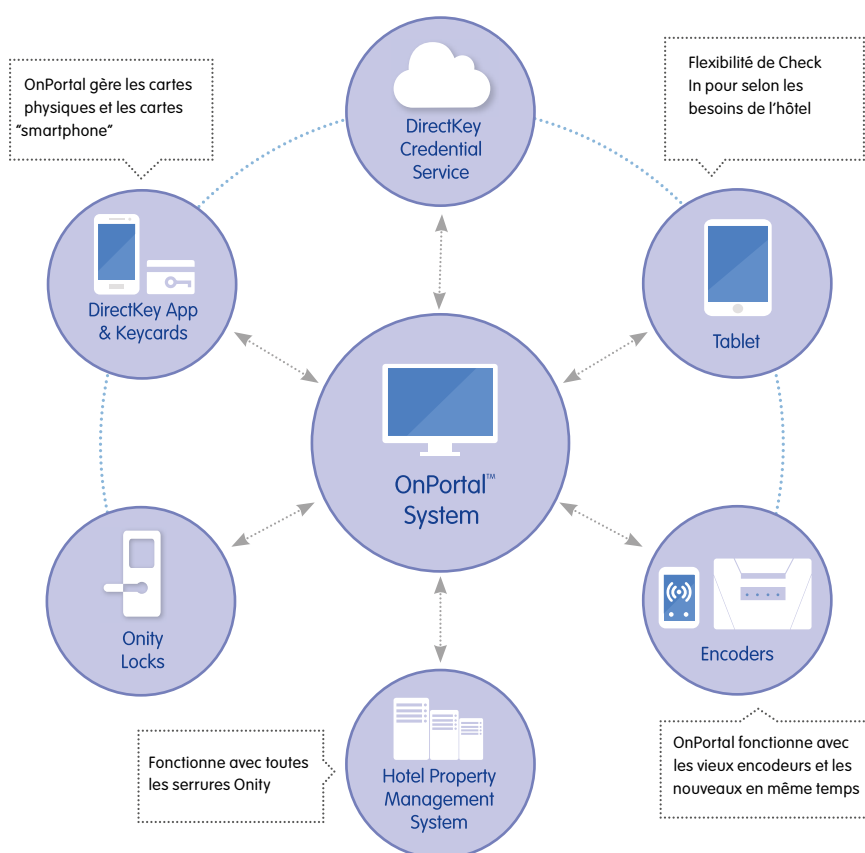 OnPortal gère les cartes
physiques et les cartes
“smartphone”
DirectKey
Credential
Service
Flexibilité de Check
In pour selon les
besoins de l’hôtel
DirectKey App
& Keycards
Tablet
OnPortal™
System
Onity
Locks
Encoders
Fonctionne avec toutes
les serrures Onity
Hotel Property
Management
System
OnPortal fonctionne avec
les vieux encodeurs et les
nouveaux en même temps